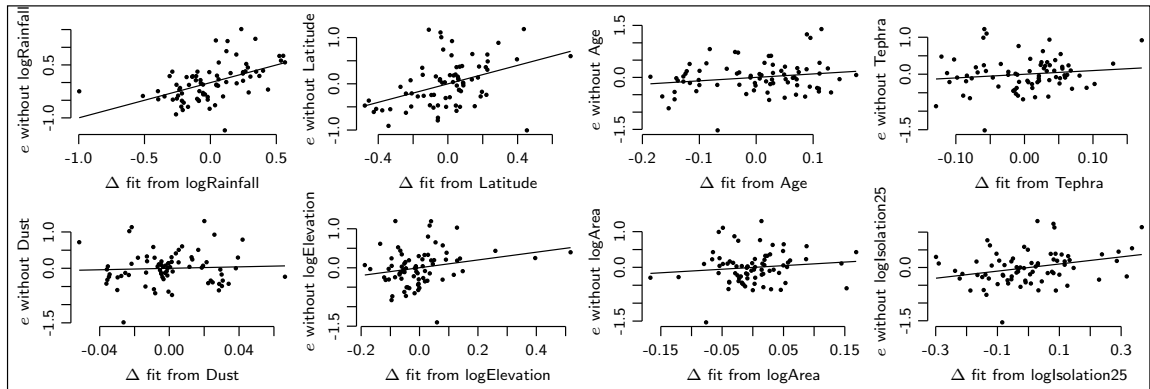 e without logRainfall
0.5
-1.0
-1.0 -0.5 0.0 0.5
Δ fit from logRainfall
e without Latitude
1.0
0.0
-1.0
-0.4 0.0 0.4
Δ fit from Latitude
e without Age
1.0
0.0
-1.5
-0.2 -0.1 0.0 0.1
Δ fit from Age
e without Tephra
1.0
0.0
-1.5
-0.10 0.00 0.10
Δ fit from Tephra
e without Dust
1.0
0.0
-1.5
-0.04 0.00 0.04
Δ fit from Dust
e without logElevation
1.0
0.0
-1.5
-0.2 0.0 0.2 0.4
Δ fit from logElevation
e without logArea
1.0
0.0
-1.5
-0.15 -0.05 0.05 0.15
Δ fit from logArea
e without logIsolation25
1.0
0.0
-1.5
-0.3 -0.1 0.1 0.3
Δ fit from logIsolation25